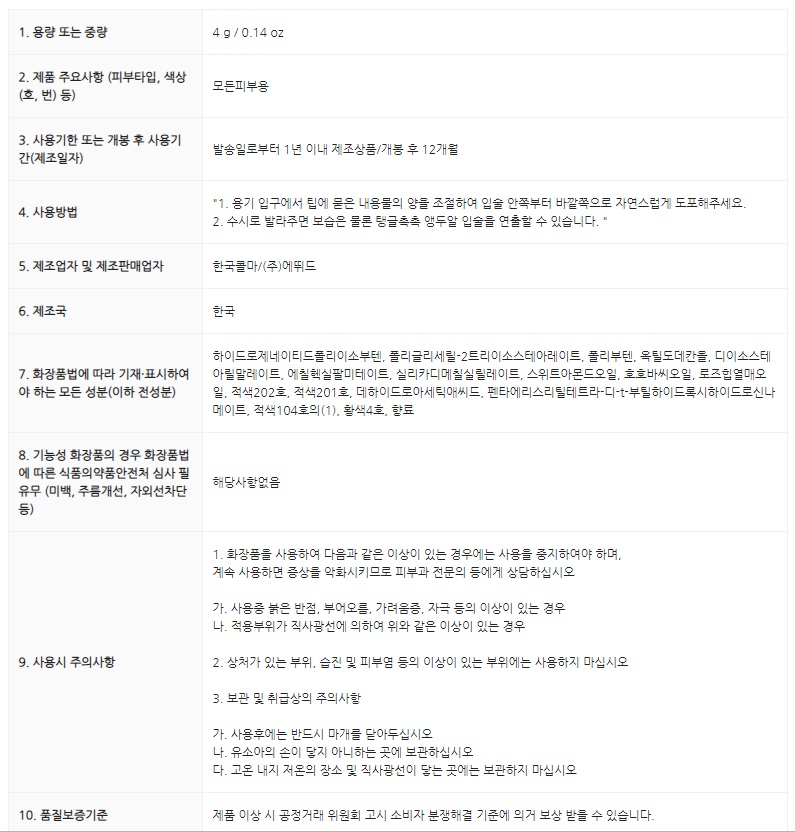 1. 용량 또는 중량
4 g / 0.14 oz
2. 제품 주요사항 (피부타입, 색상
(호, 번) 등)
모든피부용
3. 사용기한 또는 개봉 후 사용기
간(제조일자)
발송일로부터 1년 이내 제조상품/개봉 후 12개월
4. 사용방법
"1. 용기 입구에서 팁에 묻은 내용물의 양을 조절하여 입술 안쪽부터 바깥쪽으로 자연스럽게 도포해주세요.
2. 수시로 발라주면 보습은 물론 탱글촉촉 앵두알 입술을 연출할 수 있습니다. "
5. 제조업자 및 제조판매업자
한국콜마/(주)에뛰드
6. 제조국
한국
7. 화장품법에 따라 기재·표시하여
야 하는 모든 성분(이하 전성분)
하이드로제네이티드폴리이소부텐, 폴리글리세릴-2트리이소스테아레이트, 폴리부텐, 옥틸도데칸올, 디이소스테
아릴말레이트, 에칠헥실팔미테이트, 실리카디메칠실릴레이트, 스위트아몬드오일, 호호바씨오일, 로즈힙열매오
일, 적색202호, 적색201호, 데하이드로아세틱애씨드, 펜타에리스리틸테트라-디-t-부틸하이드록시하이드로신나
메이트, 적색104호의(1), 황색4호, 향료
8. 기능성 화장품의 경우 화장품법
에 따른 식품의약품안전처 심사 필
유무 (미백, 주름개선, 자외선차단
등)
해당사항없음
9. 사용시 주의사항
1. 화장품을 사용하여 다음과 같은 이상이 있는 경우에는 사용을 중지하여야 하며,
계속 사용하면 증상을 악화시키므로 피부과 전문의 등에게 상담하십시오
가. 사용중 붉은 반점, 부어오름, 가려움증, 자극 등의 이상이 있는 경우
나. 적용부위가 직사광선에 의하여 위와 같은 이상이 있는 경우
2. 상처가 있는 부위, 습진 및 피부염 등의 이상이 있는 부위에는 사용하지 마십시오
3. 보관 및 취급상의 주의사항
가. 사용후에는 반드시 마개를 닫아두십시오
나. 유소아의 손이 닿지 아니하는 곳에 보관하십시오
다. 고온 내지 저온의 장소 및 직사광선이 닿는 곳에는 보관하지 마십시오
10. 품질보증기준
제품 이상 시 공정거래 위원회 고시 소비자 분쟁해결 기준에 의거 보상 받을 수 있습니다.